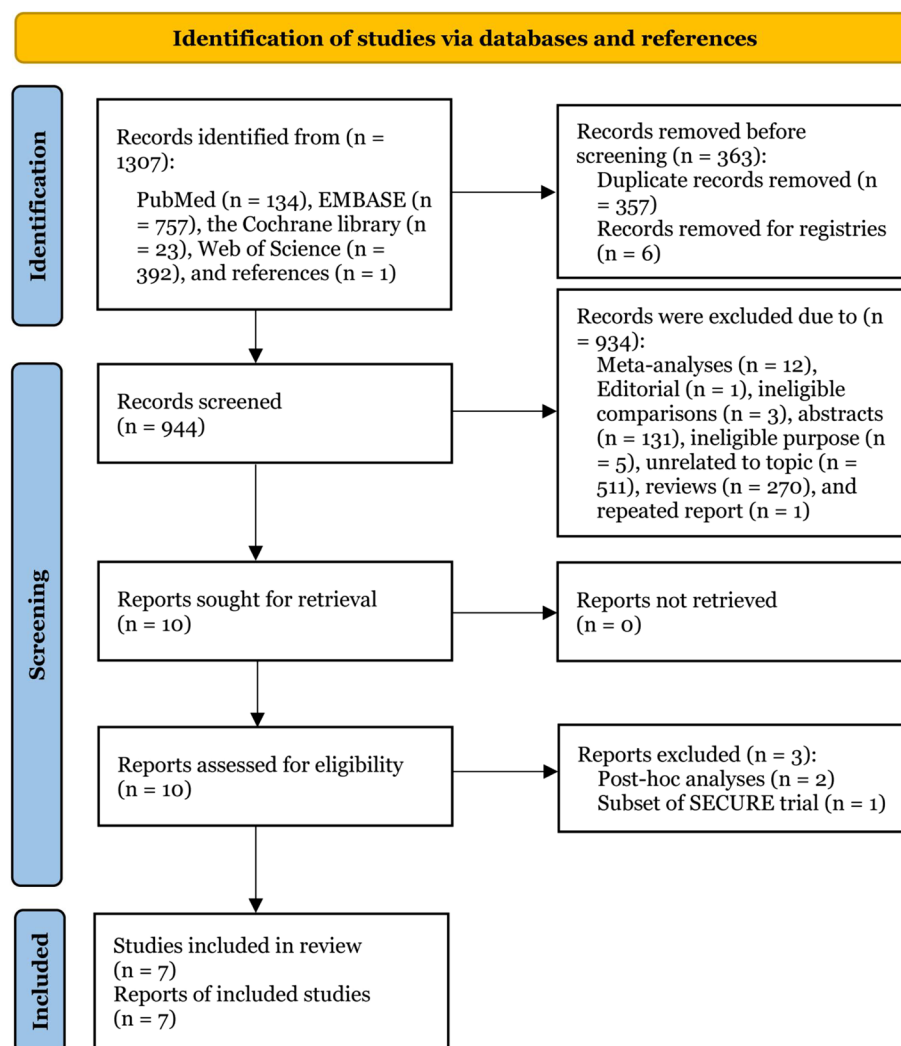 Identification of studies via databases and references
Identification
Records identified from (n =
1307):
PubMed (n = 134), EMBASE (n
= 757), the Cochrane library (n
= 23), Web of Science (n =
392), and references (n = 1)
Records removed before
screening (n = 363):
Duplicate records removed (n
= 357)
Records removed for registries
(n = 6)
Screening
Records screened
(n = 944)
Records were excluded due to (n
= 934):
Meta-analyses (n = 12),
Editorial (n = 1), ineligible
comparisons (n = 3), abstracts
(n = 131), ineligible purpose (n
= 5), unrelated to topic (n =
511), reviews (n = 270), and
repeated report (n = 1)
Reports sought for retrieval
(n = 10)
Reports not retrieved
(n = 0)
Reports assessed for eligibility
(n = 10)
Reports excluded (n = 3):
Post-hoc analyses (n = 2)
Subset of SECURE trial (n = 1)
Included
Studies included in review
(n = 7)
Reports of included studies
(n = 7)